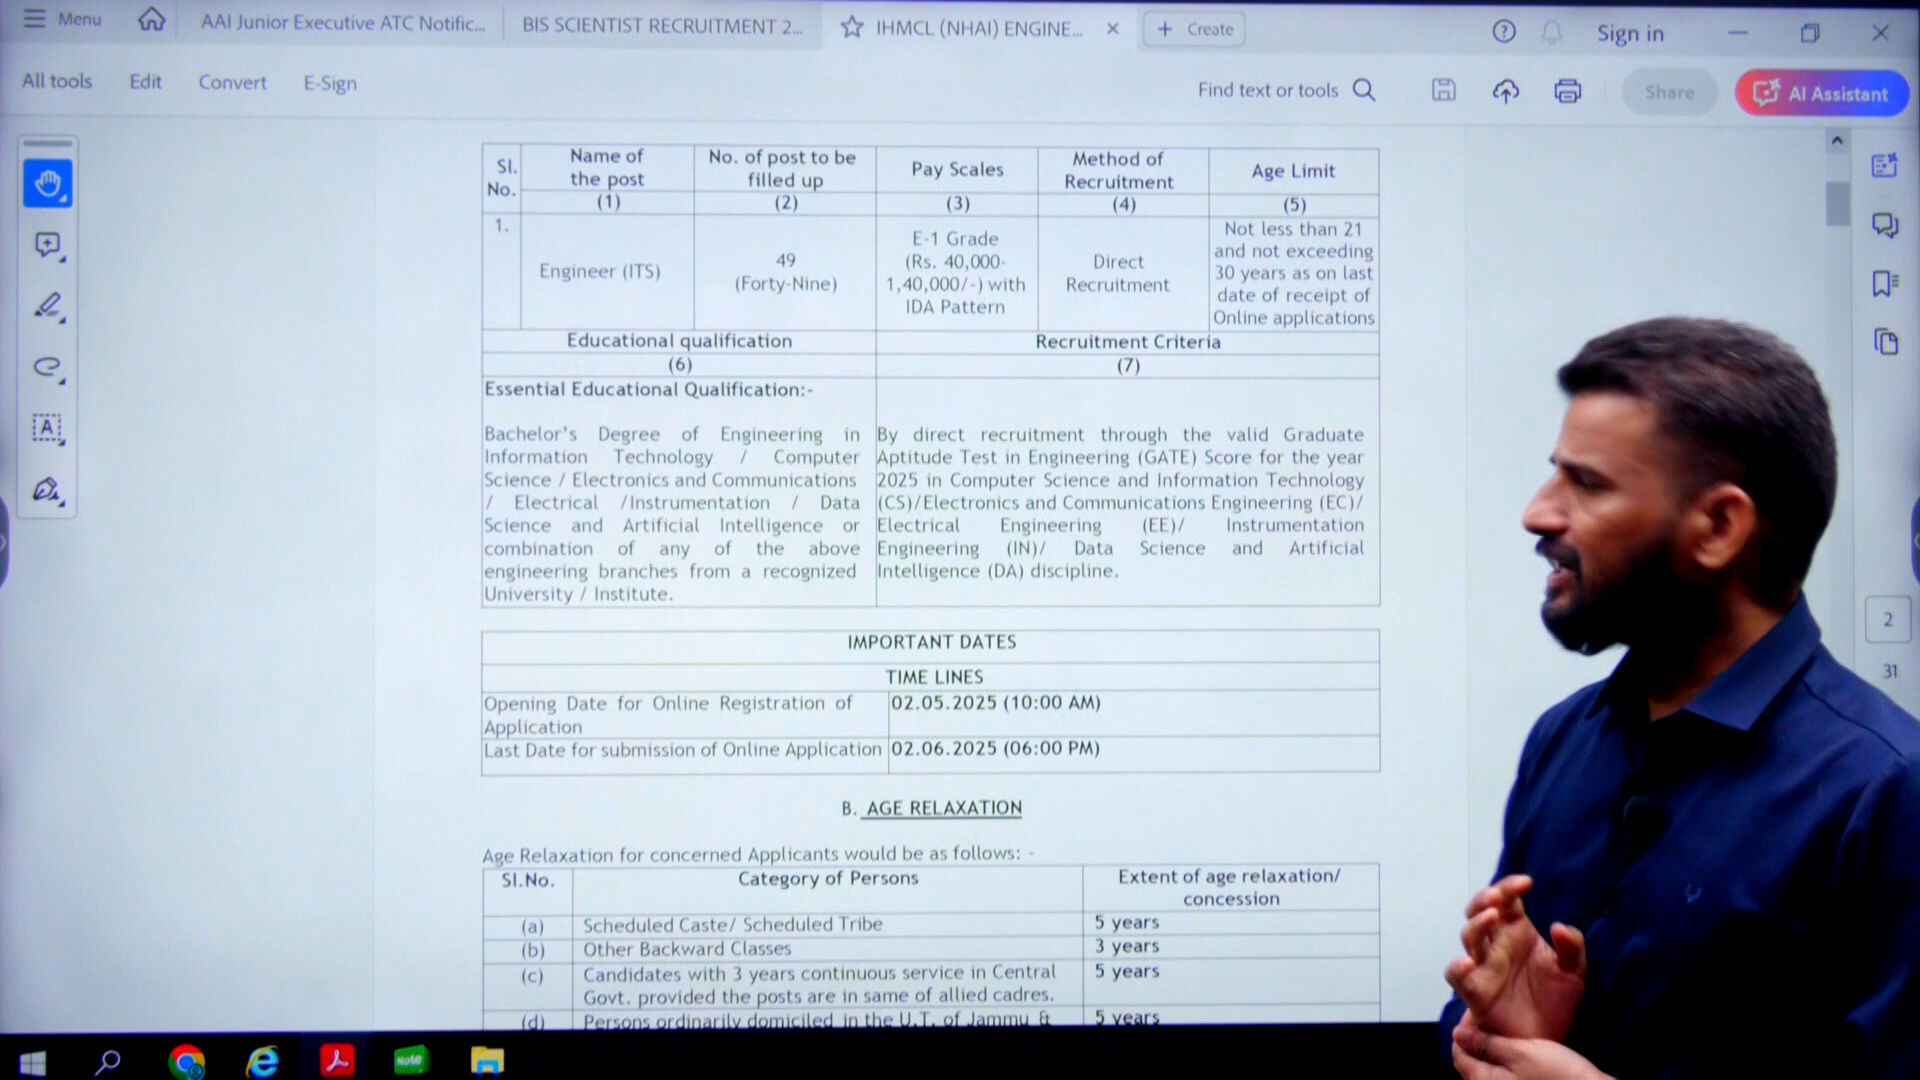 Menu
AAI Junior Executive ATC Notific...
BIS SCIENTIST RECRUITMENT 2...
IHMCL (NHAI) ENGINE...
Create
Sign in
All tools
Edit
Convert
E-Sign
Find text or tools
Share
AI Assistant
Sl. No.
Name of the post
No. of post to be filled up
Pay Scales
Method of Recruitment
Age Limit
(1)
(2)
(3)
(4)
(5)
1.
Engineer (ITS)
49
(Forty-Nine)
E-1 Grade
(Rs. 40,000-
1,40,000/-) with
IDA Pattern
Direct
Recruitment
Not less than 21
and not exceeding
30 years as on last
date of receipt of
Online applications
Educational qualification
Recruitment Criteria
(6)
(7)
Essential Educational Qualification:-
Bachelor's Degree of Engineering in
Information Technology / Computer
Science / Electronics and Communications
/ Electrical /Instrumentation / Data
Science and Artificial Intelligence or
combination of any of the above
engineering branches from a recognized
University / Institute.
By direct recruitment through the valid Graduate
Aptitude Test in Engineering (GATE) Score for the year
2025 in Computer Science and Information Technology
(CS)/Electronics and Communications Engineering (EC)/
Electrical Engineering (EE)/ Instrumentation
Engineering (IN)/ Data Science and Artificial
Intelligence (DA) discipline.
IMPORTANT DATES
TIME LINES
Opening Date for Online Registration of
Application
02.05.2025 (10:00 AM)
Last Date for submission of Online Application
02.06.2025 (06:00 PM)
B. AGE RELAXATION
Age Relaxation for concerned Applicants would be as follows: -
Sl.No.
Category of Persons
Extent of age relaxation/
concession
(a)
Scheduled Caste/ Scheduled Tribe
5 years
(b)
Other Backward Classes
3 years
(c)
Candidates with 3 years continuous service in Central
Govt. provided the posts are in same of allied cadres.
5 years
(d)
Persons ordinarily domiciled in the U.T. of Jammu &
5 years
2
31
Note